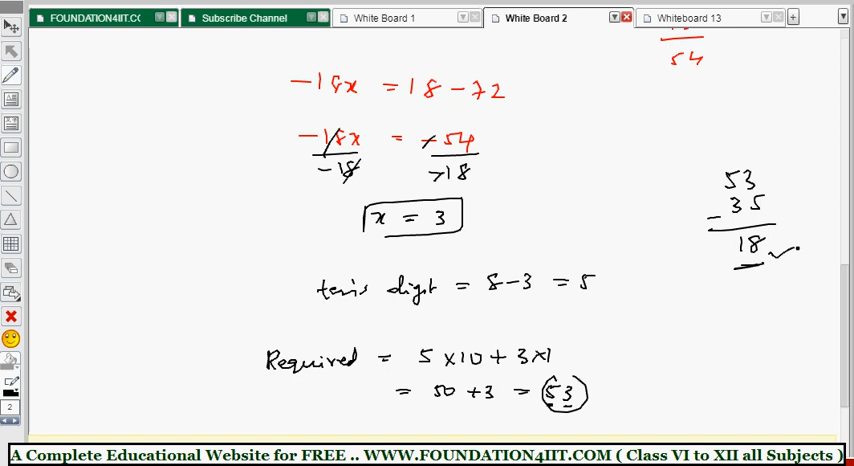 FOUNDATION4IIT.CC
Subscribe Channel
White Board 1
White Board 2
Whiteboard 13
54
-18x = 18 - 72
-18x = -54
-18 -18
x = 3
53
- 35
18
ten's digit = 8 - 3 = 5
Required = 5 × 10 + 3 × 1
= 50 + 3 = 53
2
A Complete Educational Website for FREE .. WWW.FOUNDATION4IIT.COM ( Class VI to XII all Subjects )